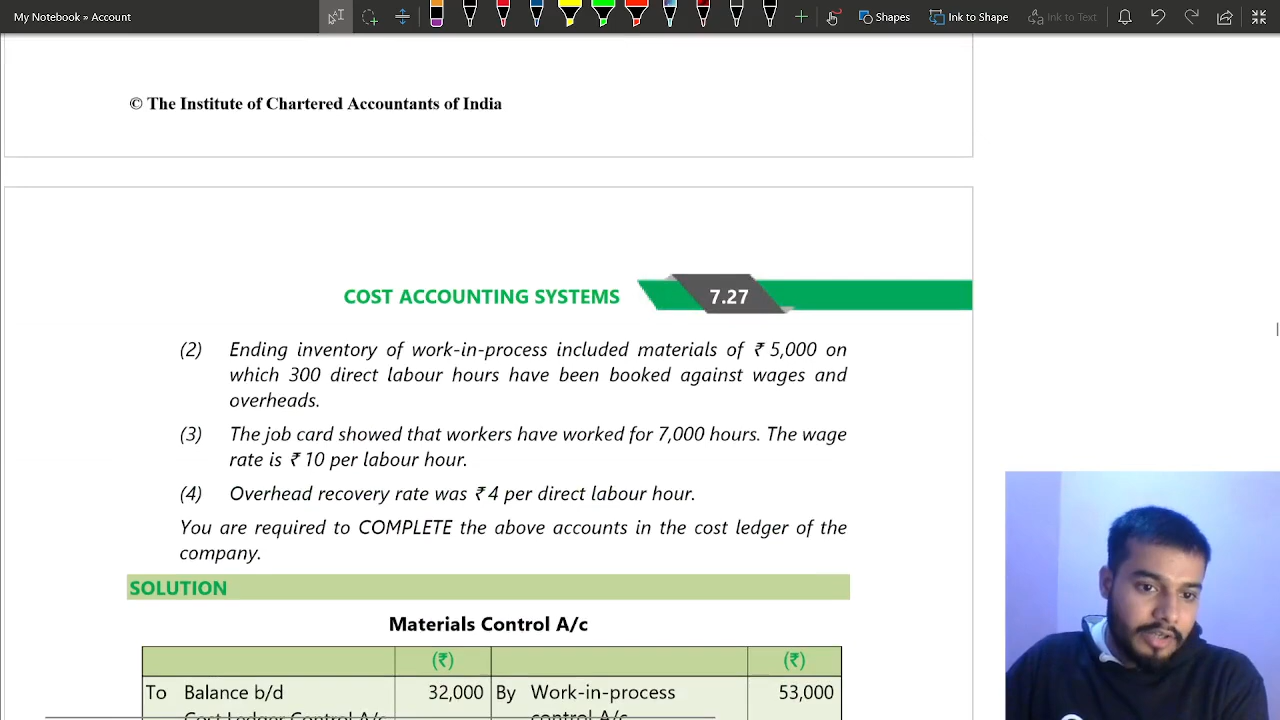 My Notebook » Account
Shapes
Ink to Shape
Ink to Text
© The Institute of Chartered Accountants of India
COST ACCOUNTING SYSTEMS 7.27
(2) Ending inventory of work-in-process included materials of ₹ 5,000 on
which 300 direct labour hours have been booked against wages and
overheads.
(3) The job card showed that workers have worked for 7,000 hours. The wage
rate is ₹ 10 per labour hour.
(4) Overhead recovery rate was ₹ 4 per direct labour hour.
You are required to COMPLETE the above accounts in the cost ledger of the
company.
SOLUTION
Materials Control A/c
(₹) (₹)
To Balance b/d 32,000 By Work-in-process 53,000
Cost Ledger Control A/c control A/c